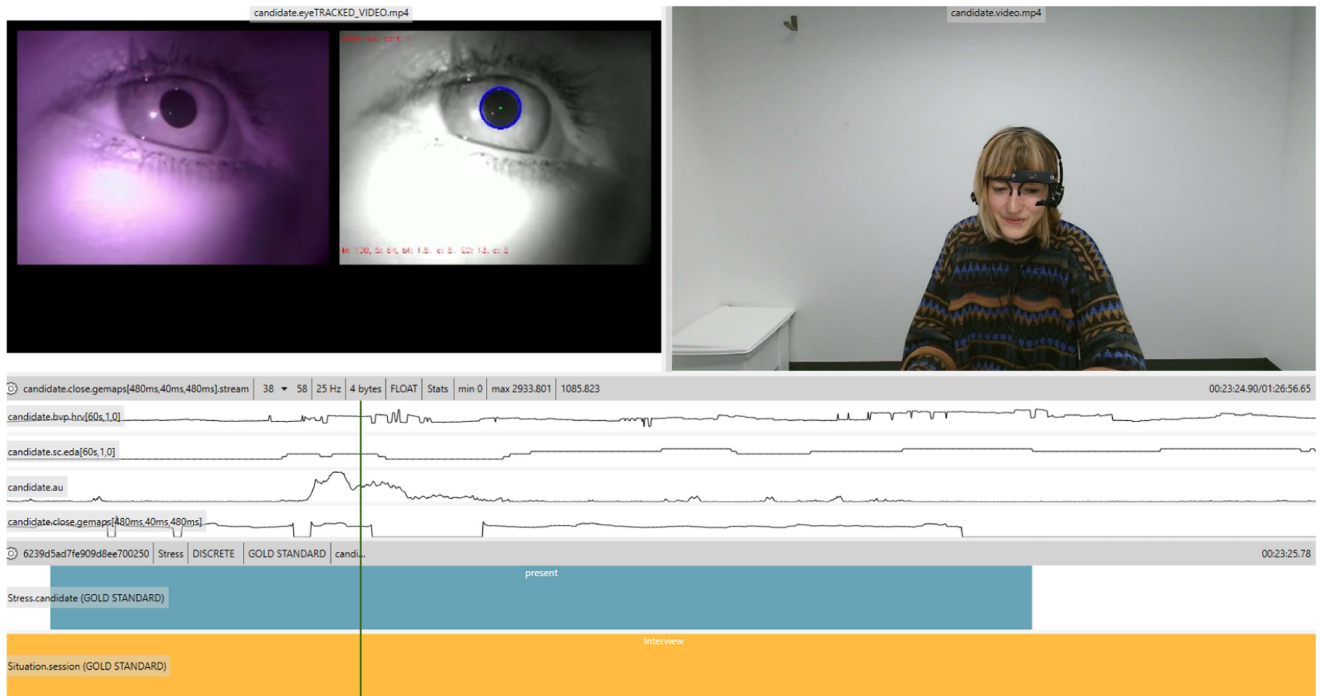 candidate.eyeTRACKED_VIDEO.mp4
candidate.video.mp4
candidate.close.gemaps[480ms,40ms,480ms].stream 38 58 25 Hz 4 bytes FLOAT Stats min 0 max 2933.801 1085.823 00:23:24.90/01:26:56.65
candidate.bvp.hrv[60s,1,0]
candidate.sc.eda[60s,1,0]
candidate.au
candidate.close.gemaps[480ms,40ms,480ms]
6239d5ad7fe909d8ee700250 Stress DISCRETE GOLD STANDARD candi... 00:23:25.78
present
Stress.candidate (GOLD STANDARD)
Interview
Situation.session (GOLD STANDARD)